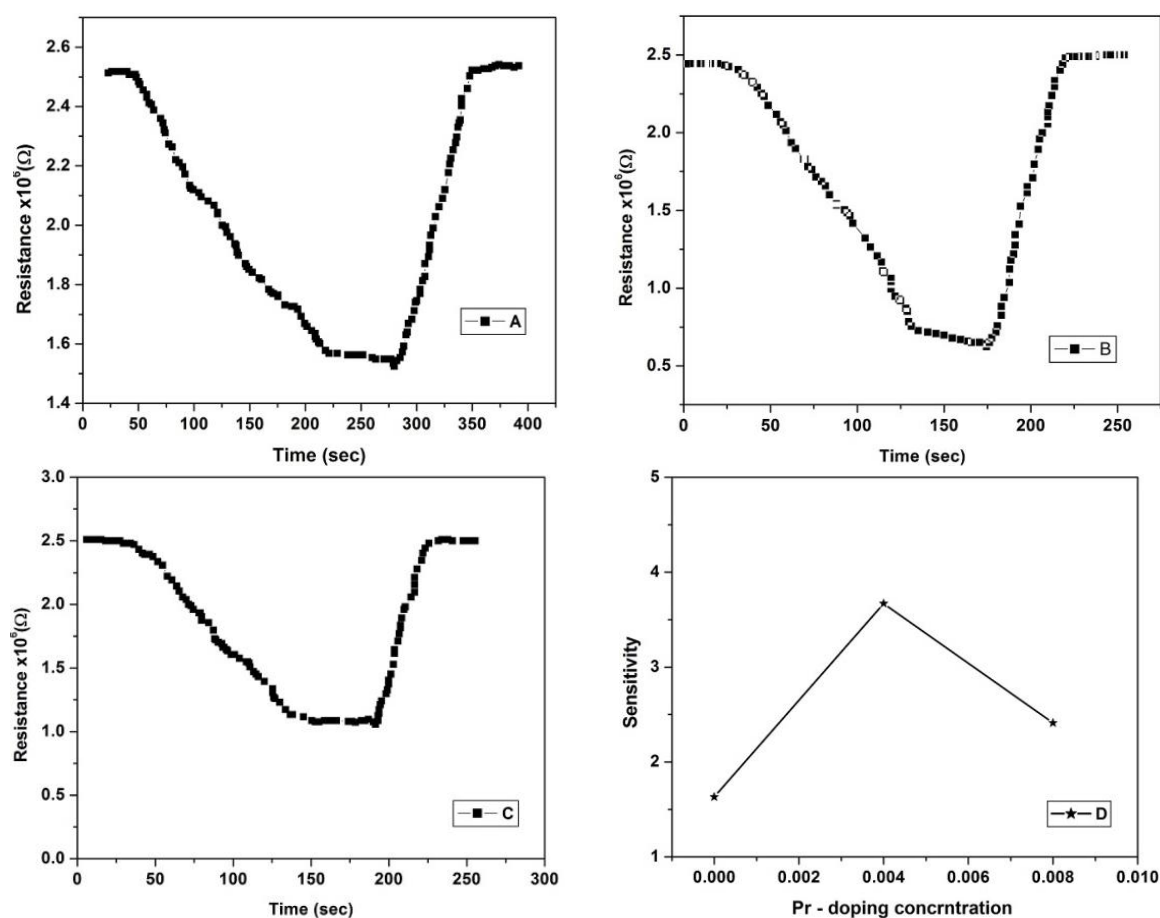 2.6
2.4
2.2
2.0
1.8
1.6
1.4
Resistance x10⁶(Ω)
0 50 100 150 200 250 300 350 400
Time (sec)
A
2.5
2.0
1.5
1.0
0.5
Resistance x10⁶(Ω)
0 50 100 150 200 250
Time (sec)
B
3.0
2.5
2.0
1.5
1.0
0.5
0.0
Resistance x10⁶(Ω)
0 50 100 150 200 250 300
Time (sec)
C
5
4
3
2
1
Sensitivity
0.000 0.002 0.004 0.006 0.008 0.010
Pr - doping concrntration
D